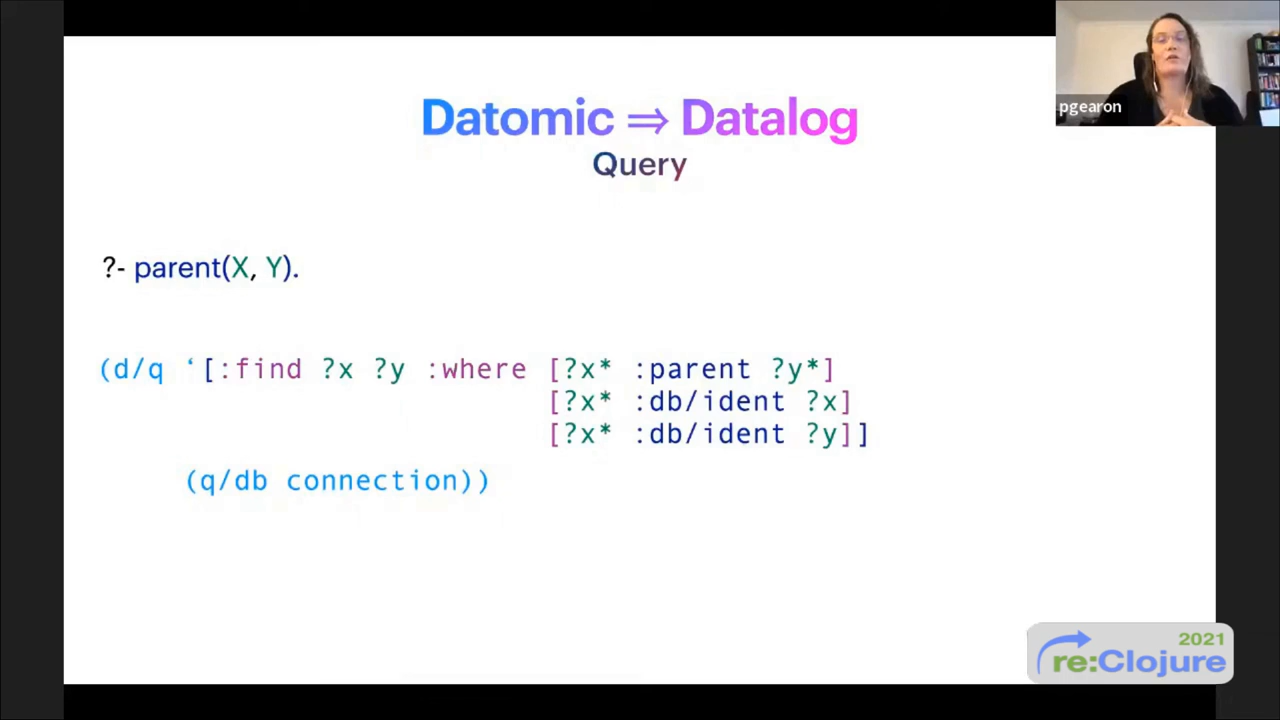 pgearon
Datomic ⇒ Datalog
Query
?- parent(X, Y).
(d/q ‘[:find ?x ?y :where [?x* :parent ?y*]
[?x* :db/ident ?x]
[?x* :db/ident ?y]]
(q/db connection))
2021
re:Clojure